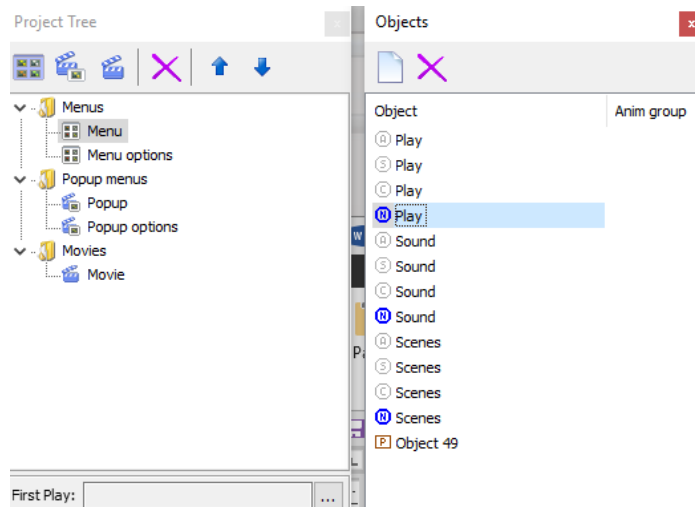 Project Tree
x
Menus
Menu
Menu options
Popup menus
Popup
Popup options
Movies
Movie
First Play:
...
W
Objects
x
Object Anim group
A Play
S Play
C Play
N Play
A Sound
S Sound
C Sound
N Sound
A Scenes
S Scenes
C Scenes
N Scenes
P Object 49